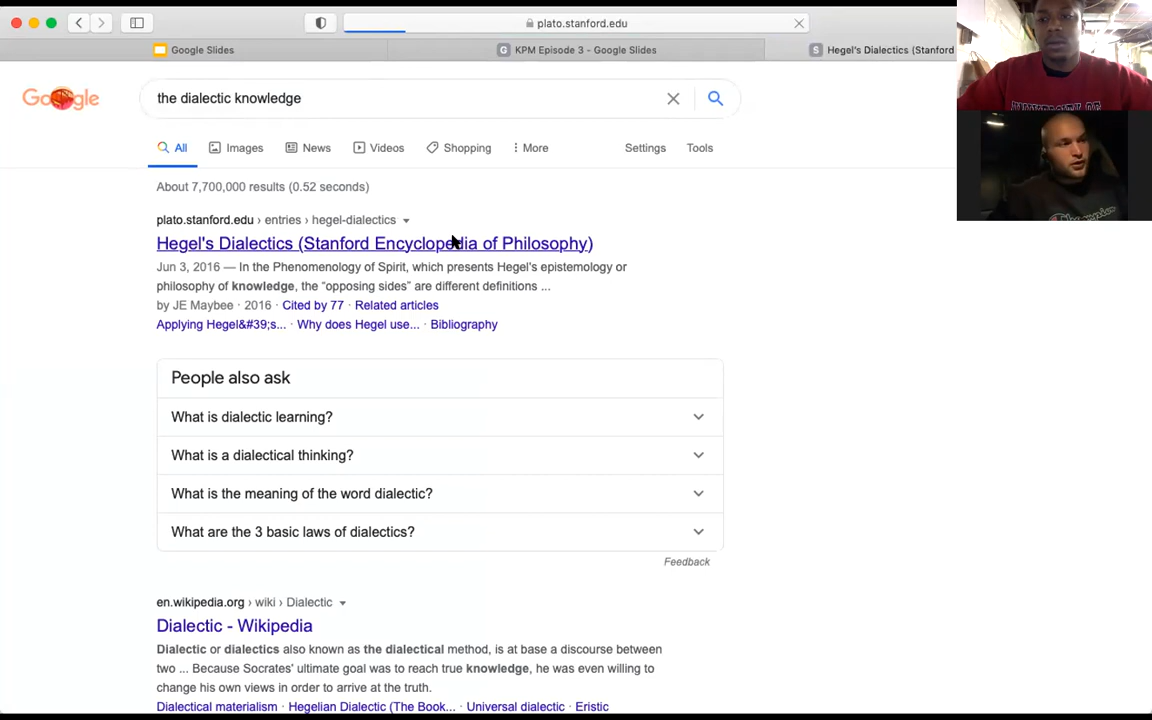 plato.stanford.edu
Google Slides
G KPM Episode 3 - Google Slides
S Hegel's Dialectics (Stanford
Google
the dialectic knowledge
All Images News Videos Shopping More Settings Tools
About 7,700,000 results (0.52 seconds)
plato.stanford.edu › entries › hegel-dialectics
Hegel's Dialectics (Stanford Encyclopedia of Philosophy)
Jun 3, 2016 — In the Phenomenology of Spirit, which presents Hegel's epistemology or
philosophy of knowledge, the “opposing sides” are different definitions ...
by JE Maybee · 2016 · Cited by 77 · Related articles
Applying Hegel&#39;s... · Why does Hegel use... · Bibliography
People also ask
What is dialectic learning?
What is a dialectical thinking?
What is the meaning of the word dialectic?
What are the 3 basic laws of dialectics?
Feedback
en.wikipedia.org › wiki › Dialectic
Dialectic - Wikipedia
Dialectic or dialectics also known as the dialectical method, is at base a discourse between
two ... Because Socrates' ultimate goal was to reach true knowledge, he was even willing to
change his own views in order to arrive at the truth.
Dialectical materialism · Hegelian Dialectic (The Book... · Universal dialectic · Eristic
UNIVERSITY OF
Champion